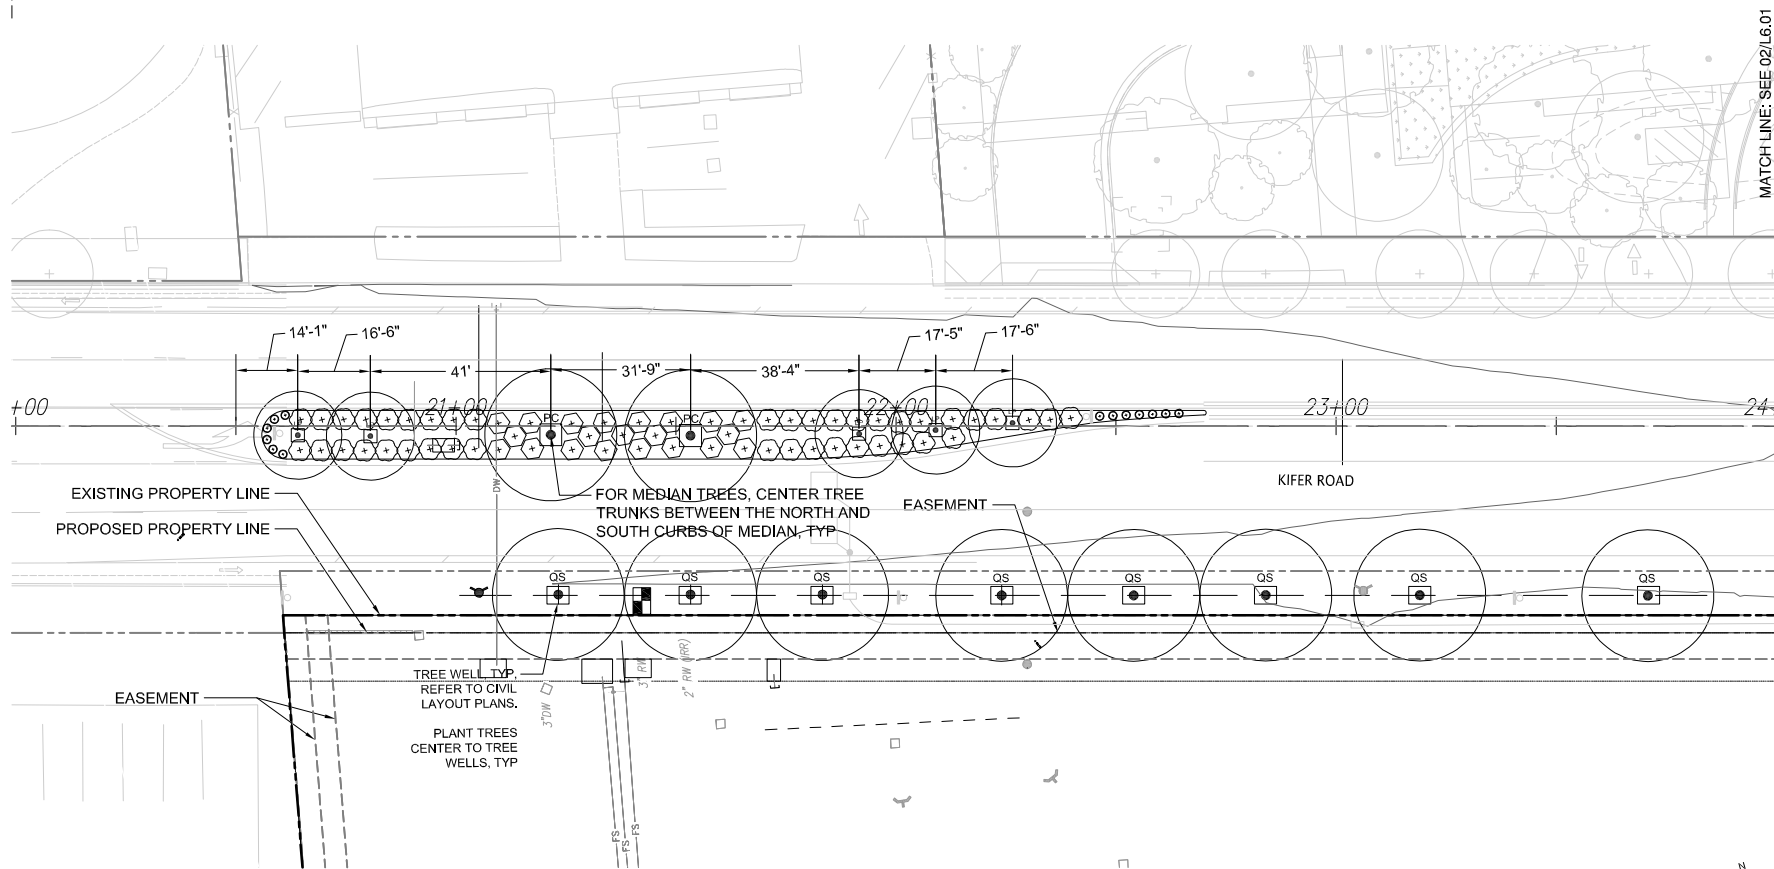 MATCH LINE: SEE 02/L6.01
14'-1"
16'-6"
17'-5"
17'-6"
41'
31'-9"
38'-4"
+00
21+00
22+00
23+00
24+
PC
PC
KIFER ROAD
DW
EXISTING PROPERTY LINE
PROPOSED PROPERTY LINE
FOR MEDIAN TREES, CENTER TREE
TRUNKS BETWEEN THE NORTH AND
SOUTH CURBS OF MEDIAN, TYP
EASEMENT
QS
QS
QS
QS
QS
QS
QS
QS
TREE WELL, TYP,
REFER TO CIVIL
LAYOUT PLANS.
PLANT TREES
CENTER TO TREE
WELLS, TYP
EASEMENT
3"DW
3" RW
2" RW (IRR)
FS
FS
FS
N